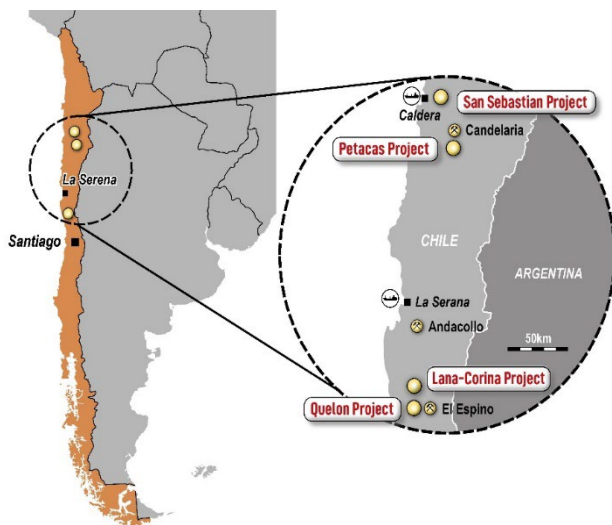 La Serena
Santiago
San Sebastian Project
Caldera
Candelaria
Petacas Project
CHILE
ARGENTINA
La Serana
Andacollo
50km
Lana-Corina Project
Quelon Project
El Espino